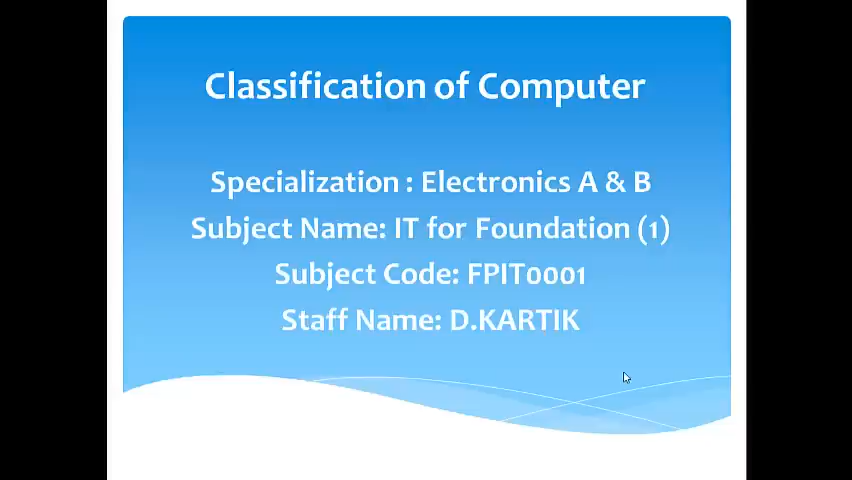 Classification of Computer
Specialization : Electronics A & B
Subject Name: IT for Foundation (1)
Subject Code: FPIT0001
Staff Name: D.KARTIK